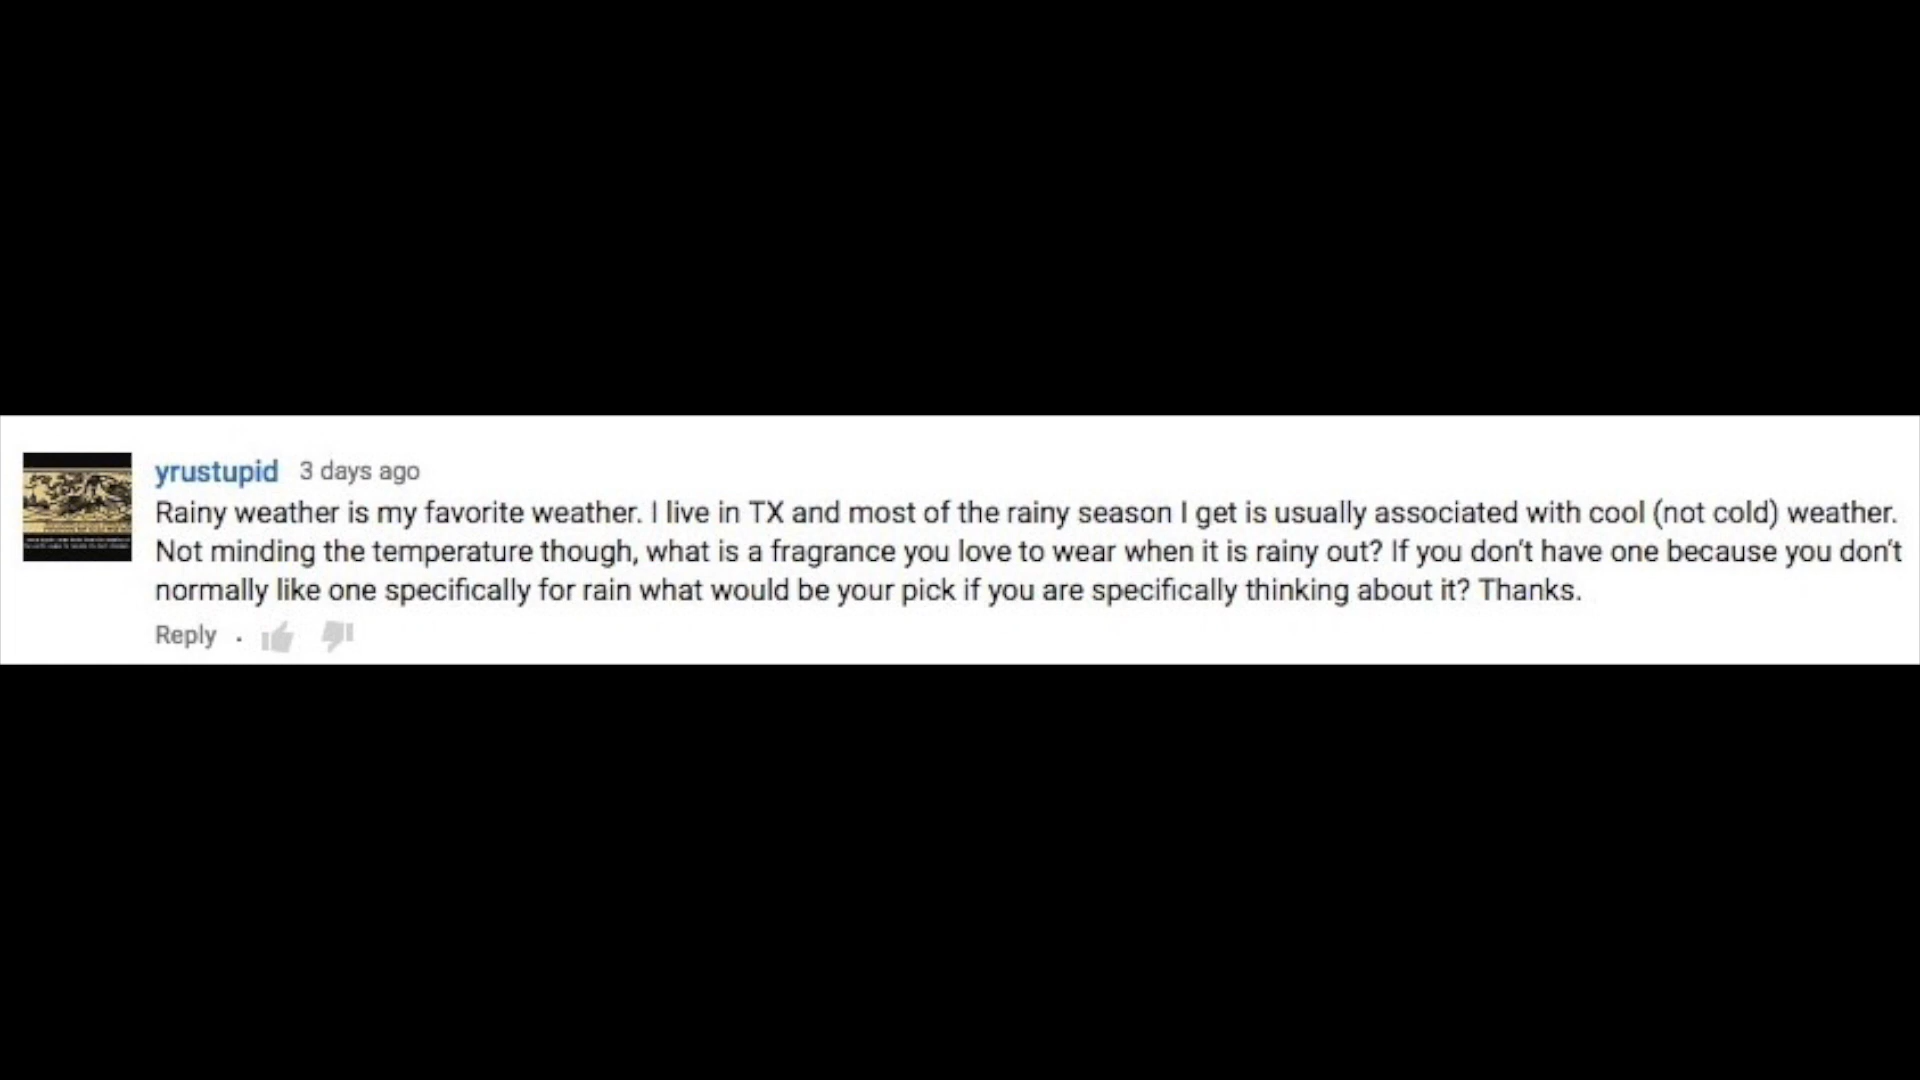 yrustupid 3 days ago
Rainy weather is my favorite weather. I live in TX and most of the rainy season I get is usually associated with cool (not cold) weather.
Not minding the temperature though, what is a fragrance you love to wear when it is rainy out? If you don't have one because you don't
normally like one specifically for rain what would be your pick if you are specifically thinking about it? Thanks.
Reply .